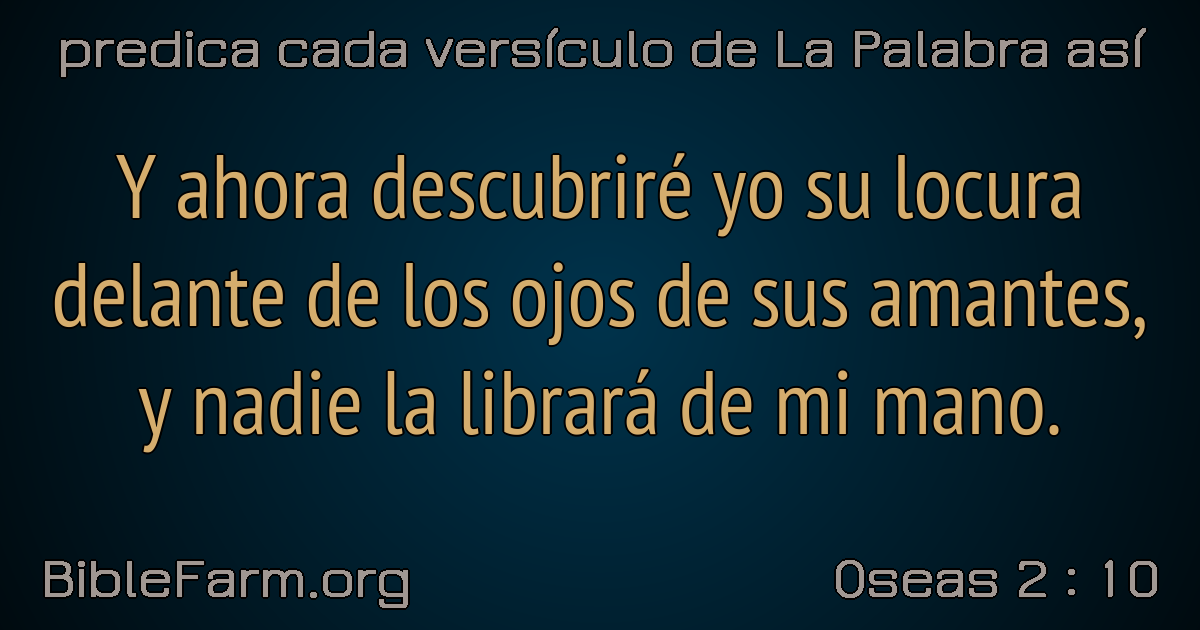 predica cada versículo de La Palabra así
Y ahora descubriré yo su locura
delante de los ojos de sus amantes,
y nadie la librará de mi mano.
BibleFarm.org
Oseas 2 : 10